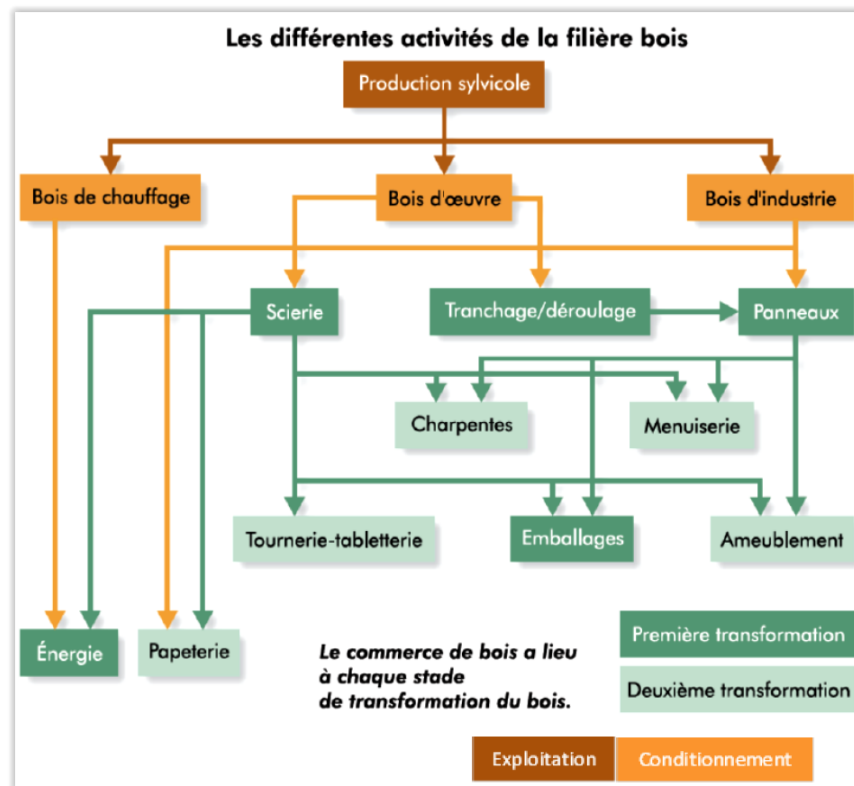 Les différentes activités de la filière bois
Production sylvicole
Bois de chauffage
Bois d'œuvre
Bois d'industrie
Scierie
Tranchage/déroulage
Panneaux
Charpentes
Menuiserie
Tournerie-tabletterie
Emballages
Ameublement
Énergie
Papeterie
Le commerce de bois a lieu
à chaque stade
de transformation du bois.
Première transformation
Deuxième transformation
Exploitation
Conditionnement